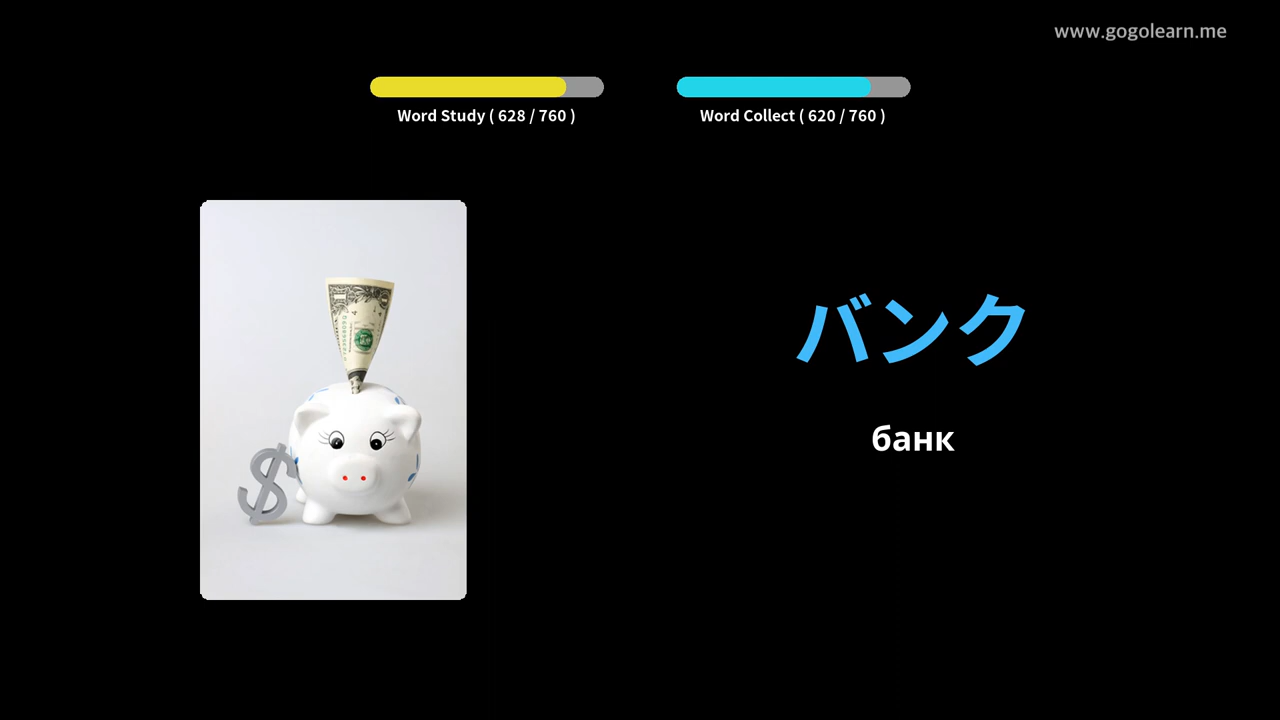 www.gogolearn.me
Word Study ( 628 / 760 )
Word Collect ( 620 / 760 )
バンク
банк
$